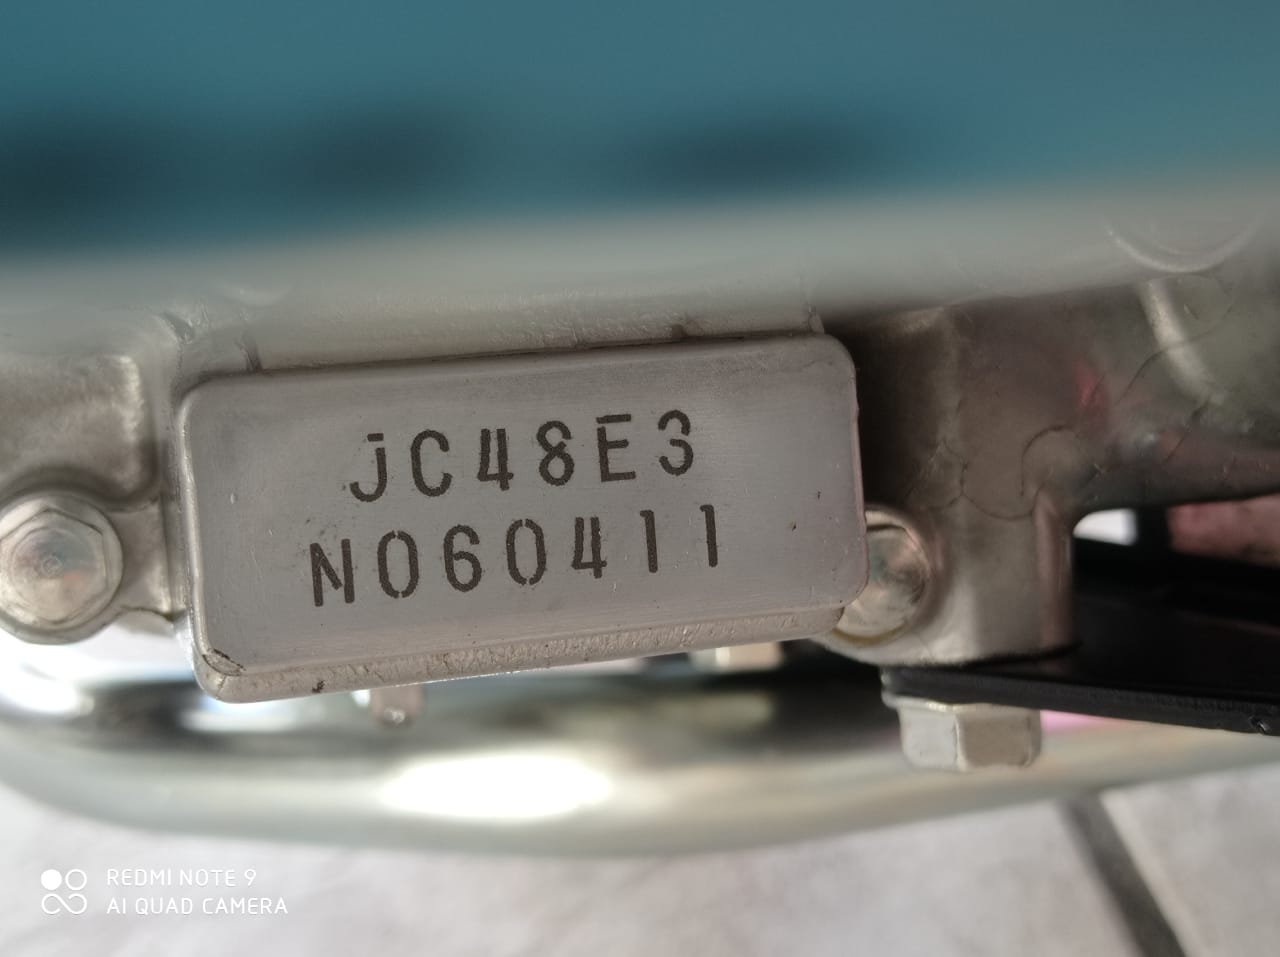 JC48E3
N060411
REDMI NOTE 9
AI QUAD CAMERA